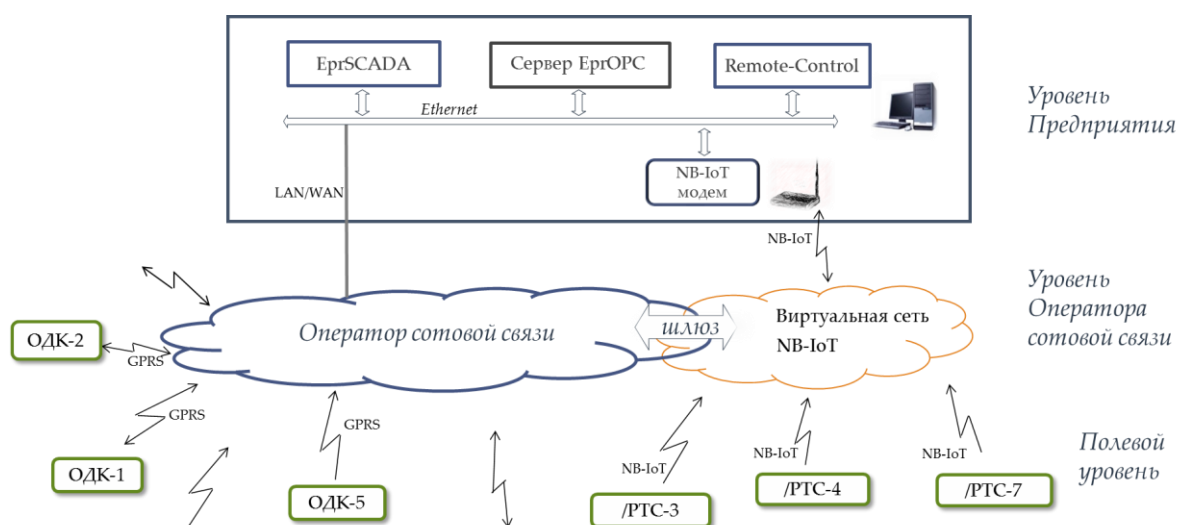 EprSCADA
Сервер EprOPC
Remote-Control
Ethernet
Уровень
Предприятия
NB-IoT
модем
LAN/WAN
NB-IoT
Уровень
Оператора
сотовой связи
Оператор сотовой связи
шлюз
Виртуальная сеть
NB-IoT
ОДК-2
GPRS
GPRS
GPRS
ОДК-1
ОДК-5
NB-IoT
NB-IoT
NB-IoT
/РТС-3
/РТС-4
/РТС-7
Полевой
уровень